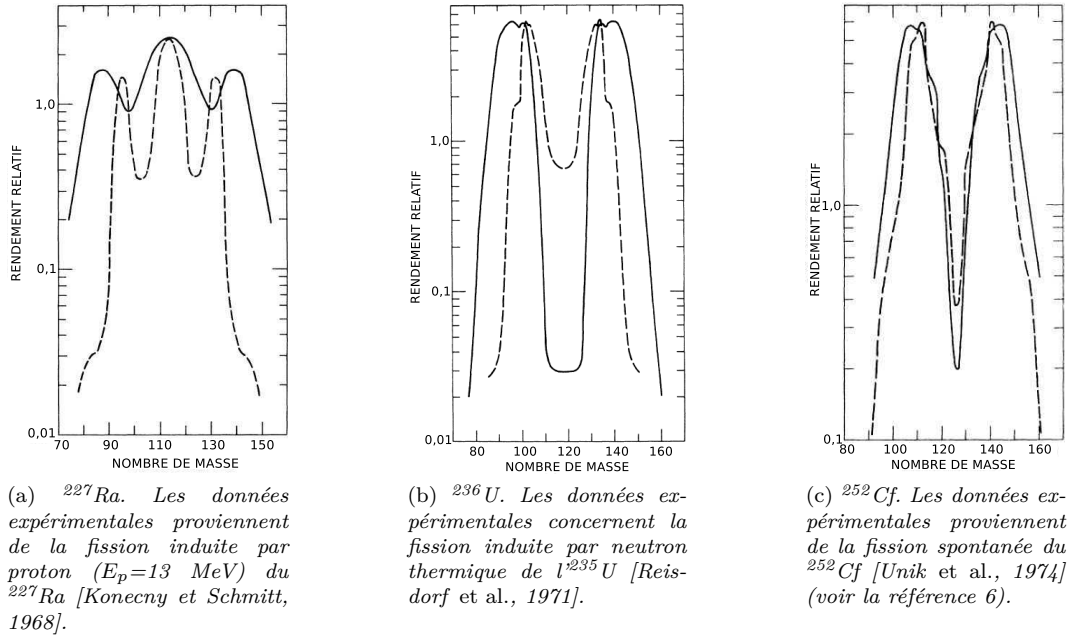 RENDEMENT RELATIF
1,0
0,1
0,01
70
90
110
130
150
NOMBRE DE MASSE
(a) ²²⁷Ra. Les données
expérimentales proviennent
de la fission induite par
proton (Eₚ=13 MeV) du
²²⁷Ra [Konecny et Schmitt,
1968].
RENDEMENT RELATIF
1,0
0,1
0,01
80
100
120
140
160
NOMBRE DE MASSE
(b) ²³⁶U. Les données ex-
périmentales concernent la
fission induite par neutron
thermique de l'²³⁵U [Reis-
dorf et al., 1971].
RENDEMENT RELATIF
1,0
0,1
80
100
120
140
160
NOMBRE DE MASSE
(c) ²⁵²Cf. Les données ex-
périmentales proviennent
de la fission spontanée du
²⁵²Cf [Unik et al., 1974]
(voir la référence 6).